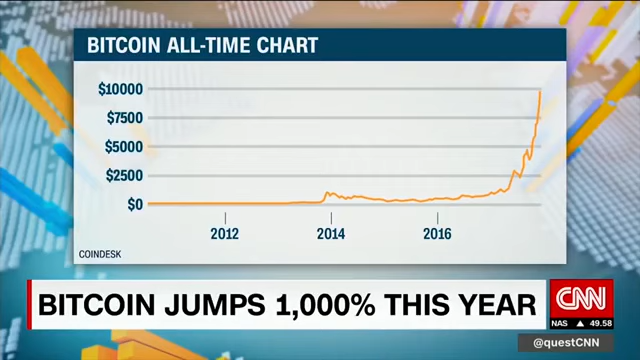 BITCOIN ALL-TIME CHART
$10000
$7500
$5000
$2500
$0
2012 2014 2016
COINDESK
BITCOIN JUMPS 1,000% THIS YEAR
CNN
NAS ▲ 49.58
@questCNN